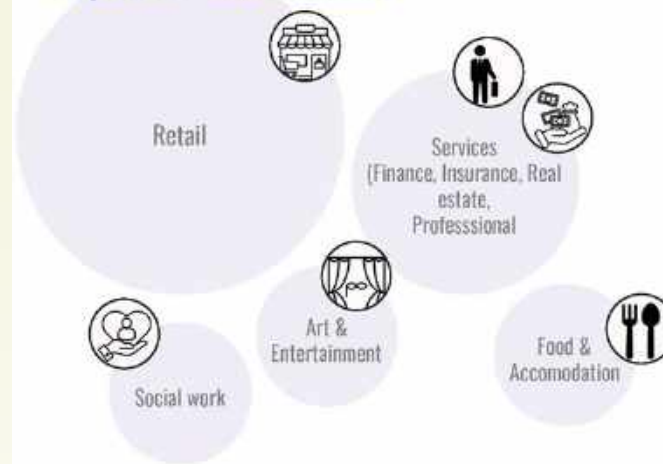 Retail
Services
(Finance, Insurance, Real
estate,
Professsional
Art &
Entertainment
Food &
Accomodation
Social work